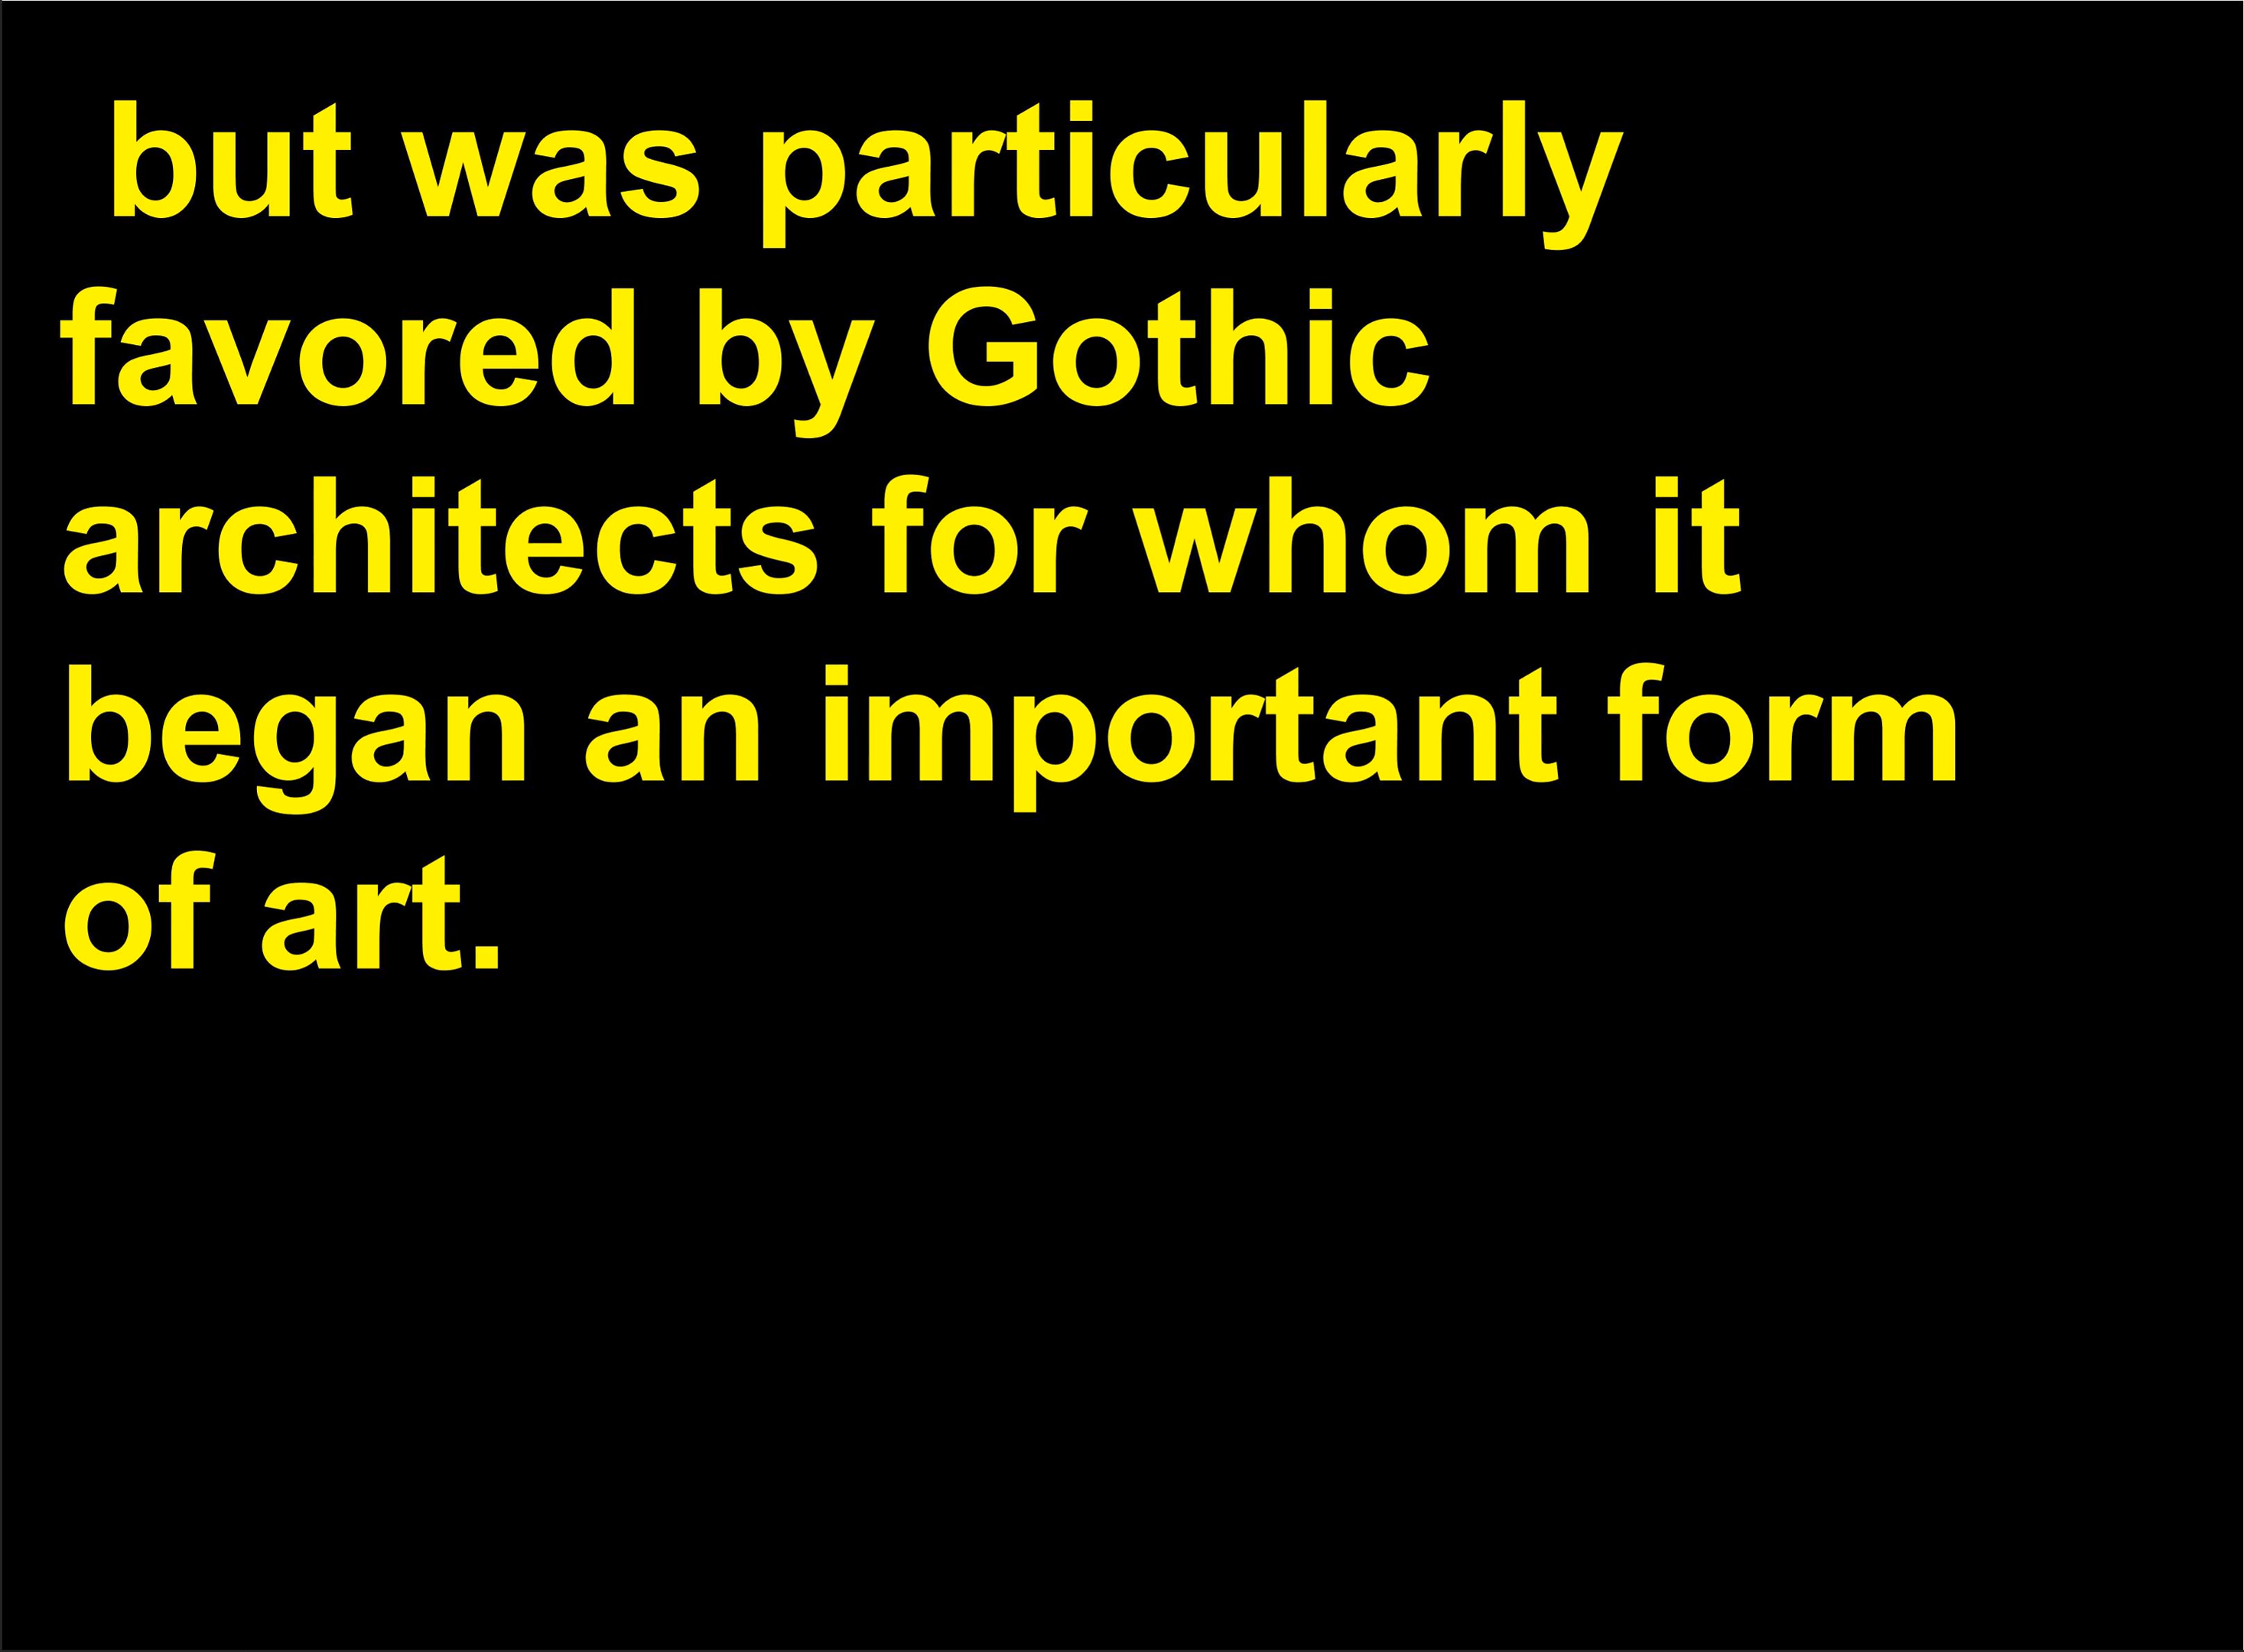 but was particularly
favored by Gothic
architects for whom it
began an important form
of art.